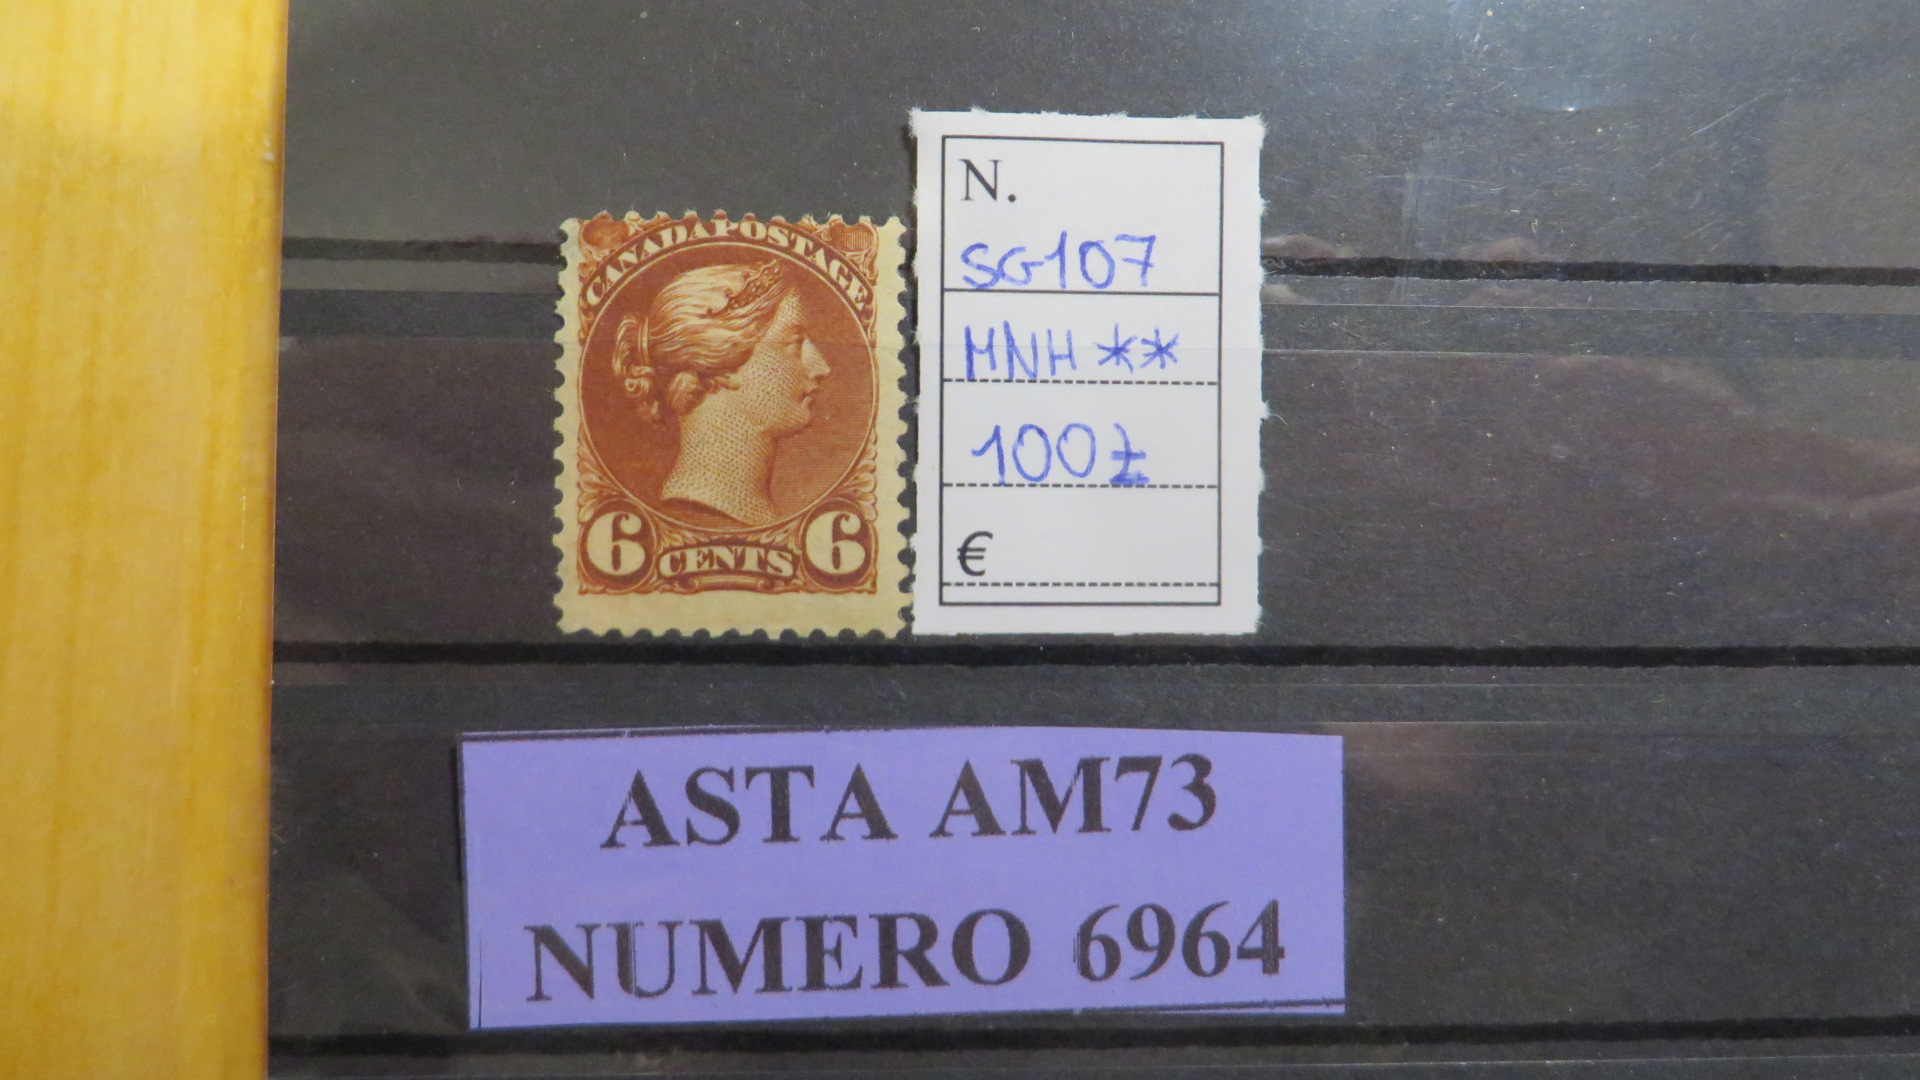 CANADA POSTAGE
6 CENTS 6
N.
SG107
MNH **
100£
€
ASTA AM73
NUMERO 6964